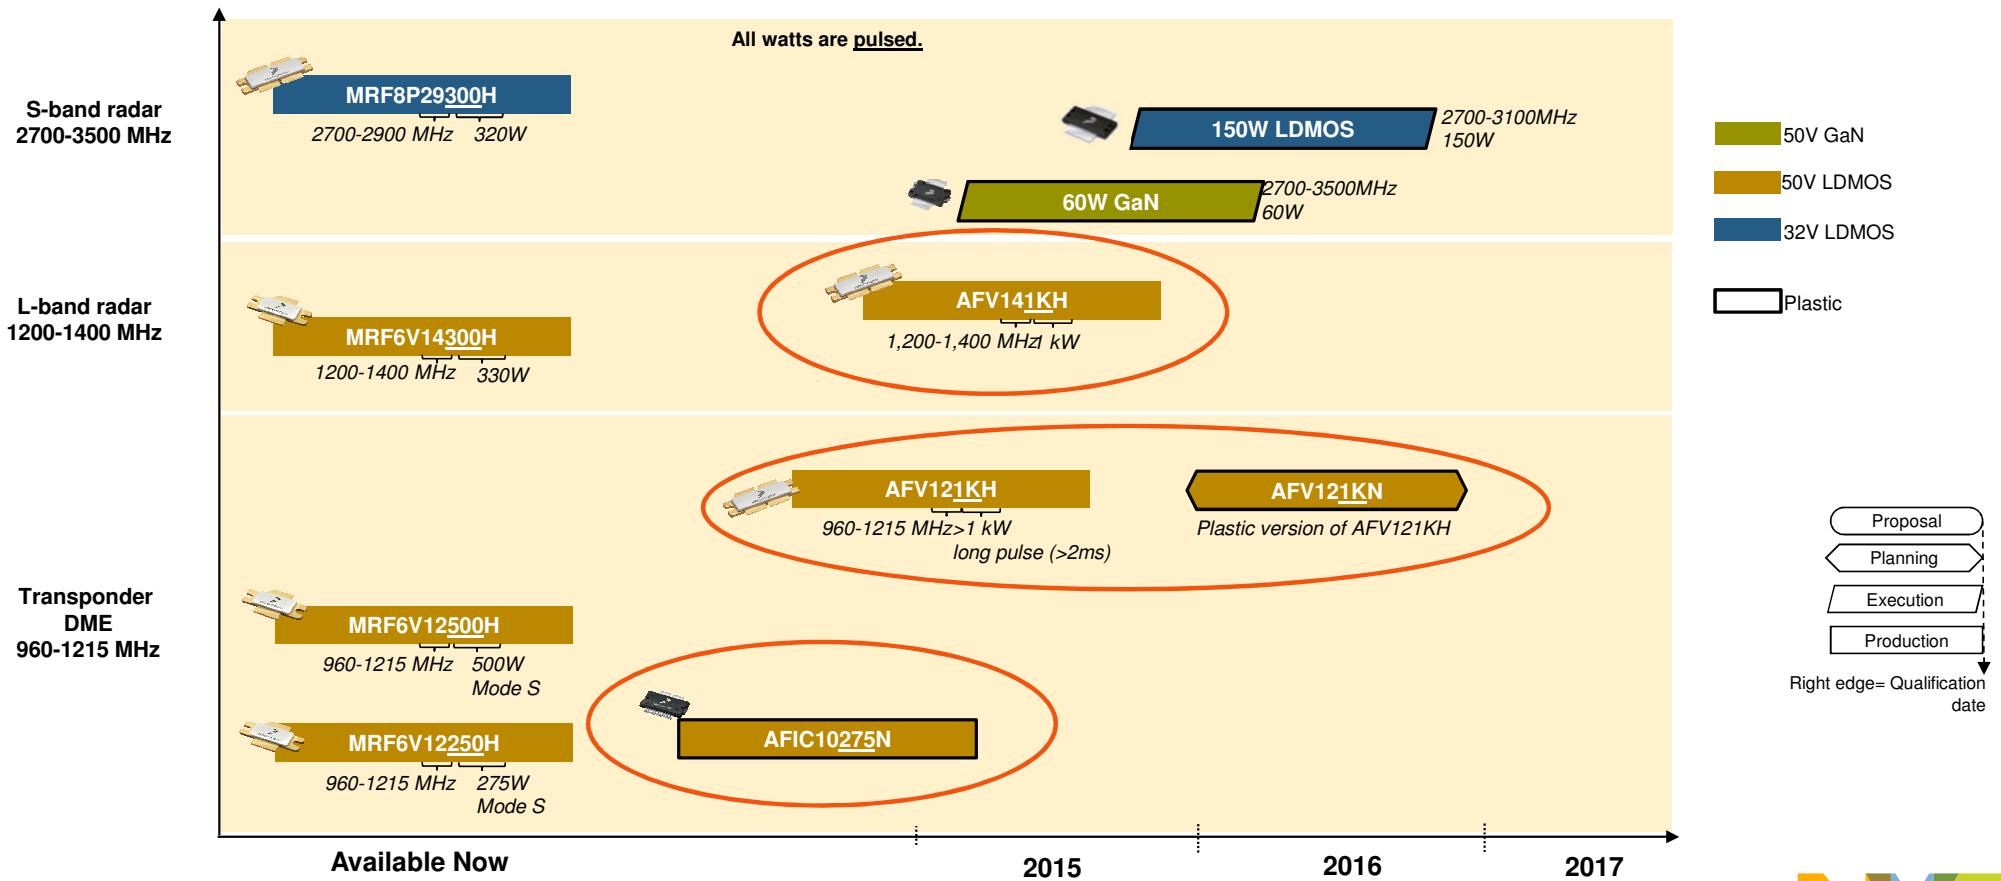 All watts are pulsed.
S-band radar
2700-3500 MHz
MRF8P29300H
2700-2900 MHz 320W
150W LDMOS
2700-3100MHz
150W
60W GaN
2700-3500MHz
60W
L-band radar
1200-1400 MHz
MRF6V14300H
1200-1400 MHz 330W
AFV141KH
1,200-1,400 MHz 1 kW
Transponder
DME
960-1215 MHz
AFV121KH
960-1215 MHz >1 kW
long pulse (>2ms)
AFV121KN
Plastic version of AFV121KH
MRF6V12500H
960-1215 MHz 500W
Mode S
MRF6V12250H
960-1215 MHz 275W
Mode S
AFIC10275N
Available Now
2015
2016
2017
50V GaN
50V LDMOS
32V LDMOS
Plastic
Proposal
Planning
Execution
Production
Right edge= Qualification
date